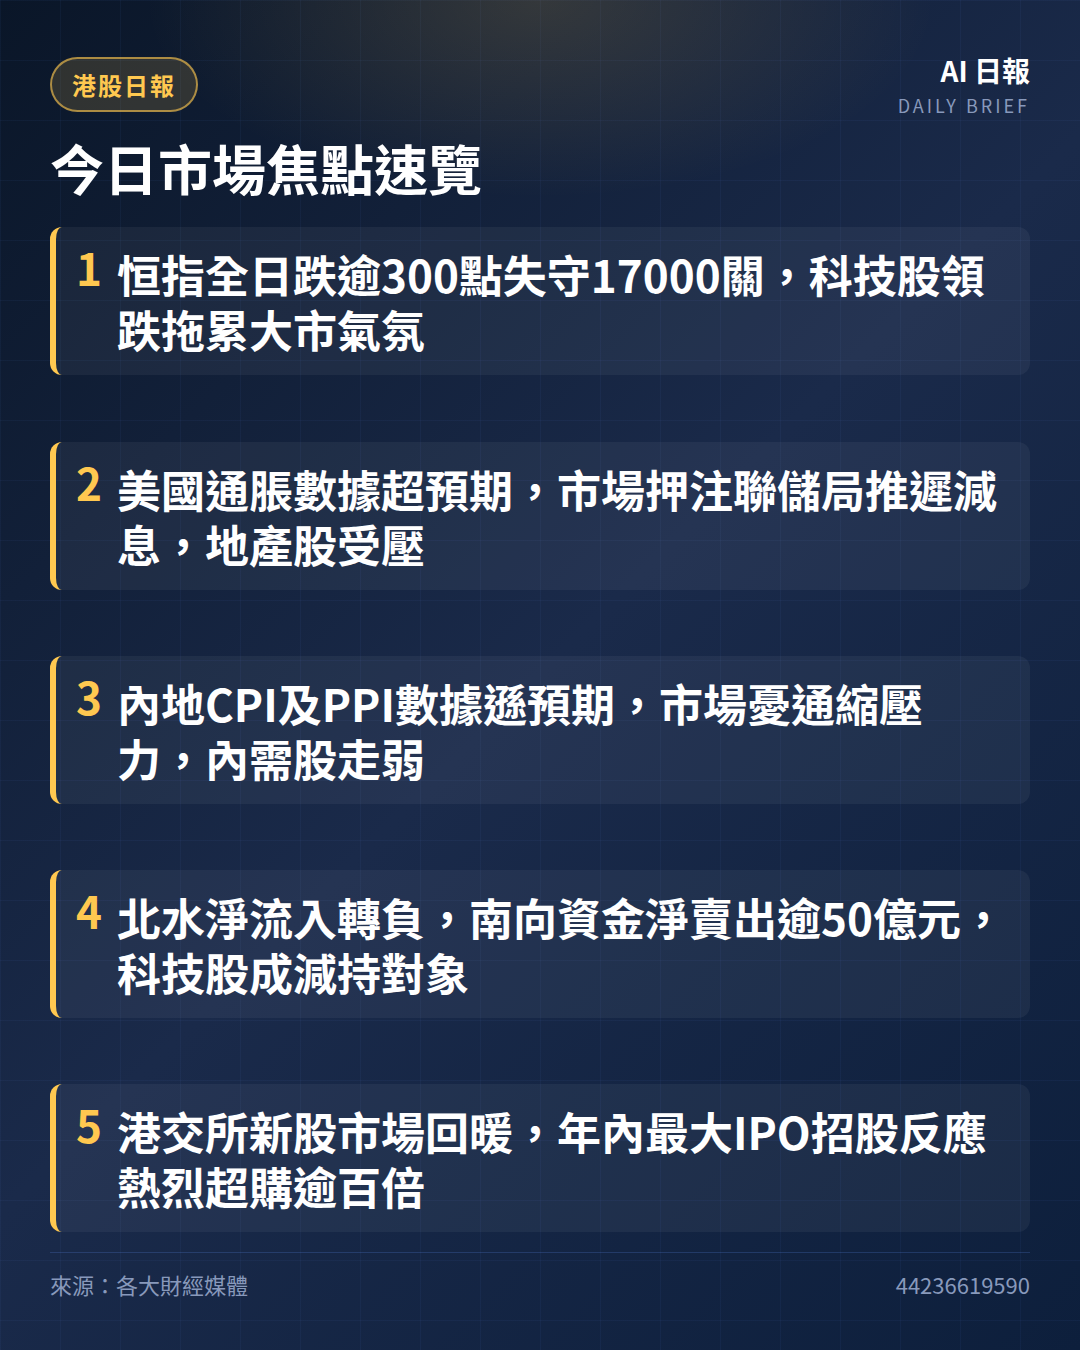 港股日報
AI 日報
DAILY BRIEF
今日市場焦點速覽
1 恒指全日跌逾300點失守17000關，科技股領
跌拖累大市氣氛
2 美國通脹數據超預期，市場押注聯儲局推遲減
息，地產股受壓
3 內地CPI及PPI數據遜預期，市場憂通縮壓
力，內需股走弱
4 北水淨流入轉負，南向資金淨賣出逾50億元，
科技股成減持對象
5 港交所新股市場回暖，年內最大IPO招股反應
熱烈超購逾百倍
來源：各大財經媒體
44236619590